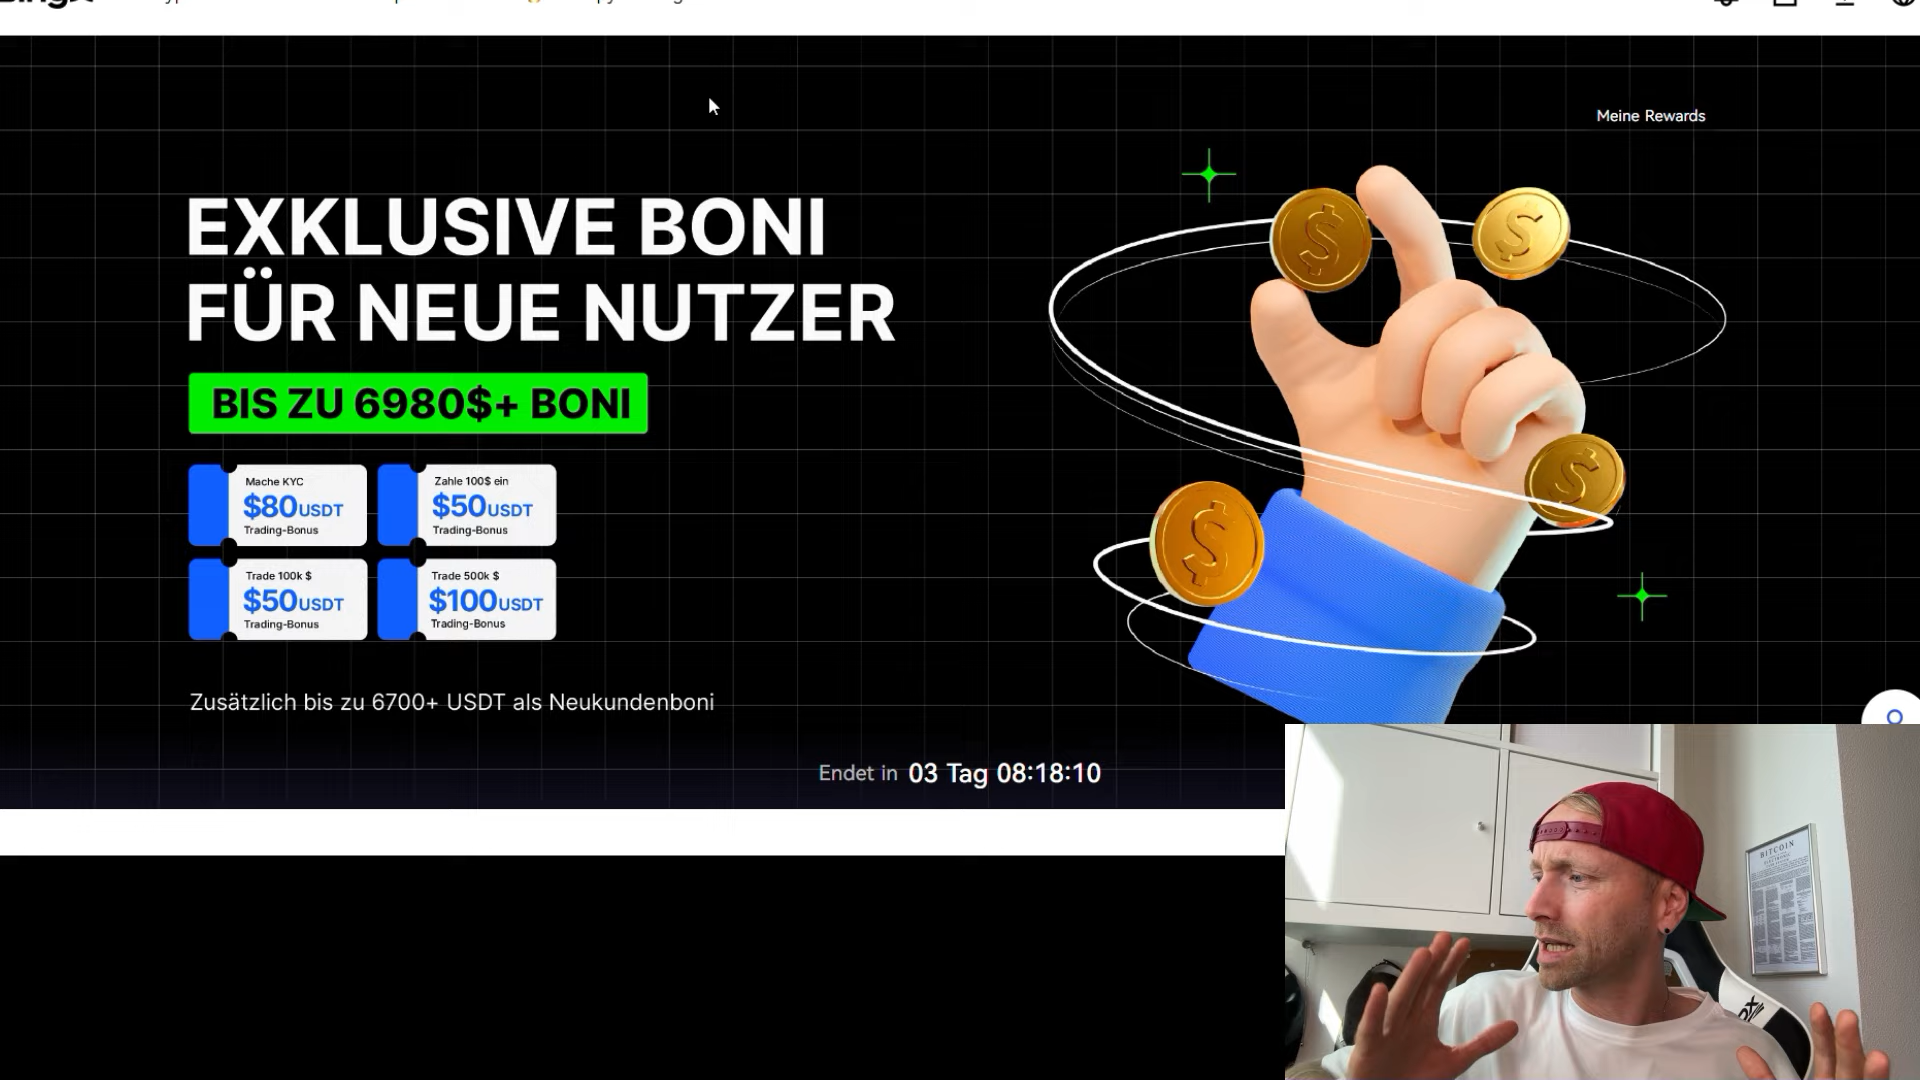 Meine Rewards
EXKLUSIVE BONI
FÜR NEUE NUTZER
BIS ZU 6980$+ BONI
Mache KYC
$80USDT
Trading-Bonus
Zahle 100$ ein
$50USDT
Trading-Bonus
Trade 100k $
$50USDT
Trading-Bonus
Trade 500k $
$100USDT
Trading-Bonus
Zusätzlich bis zu 6700+ USDT als Neukundenboni
Endet in 03 Tag 08:18:10
BITCOIN